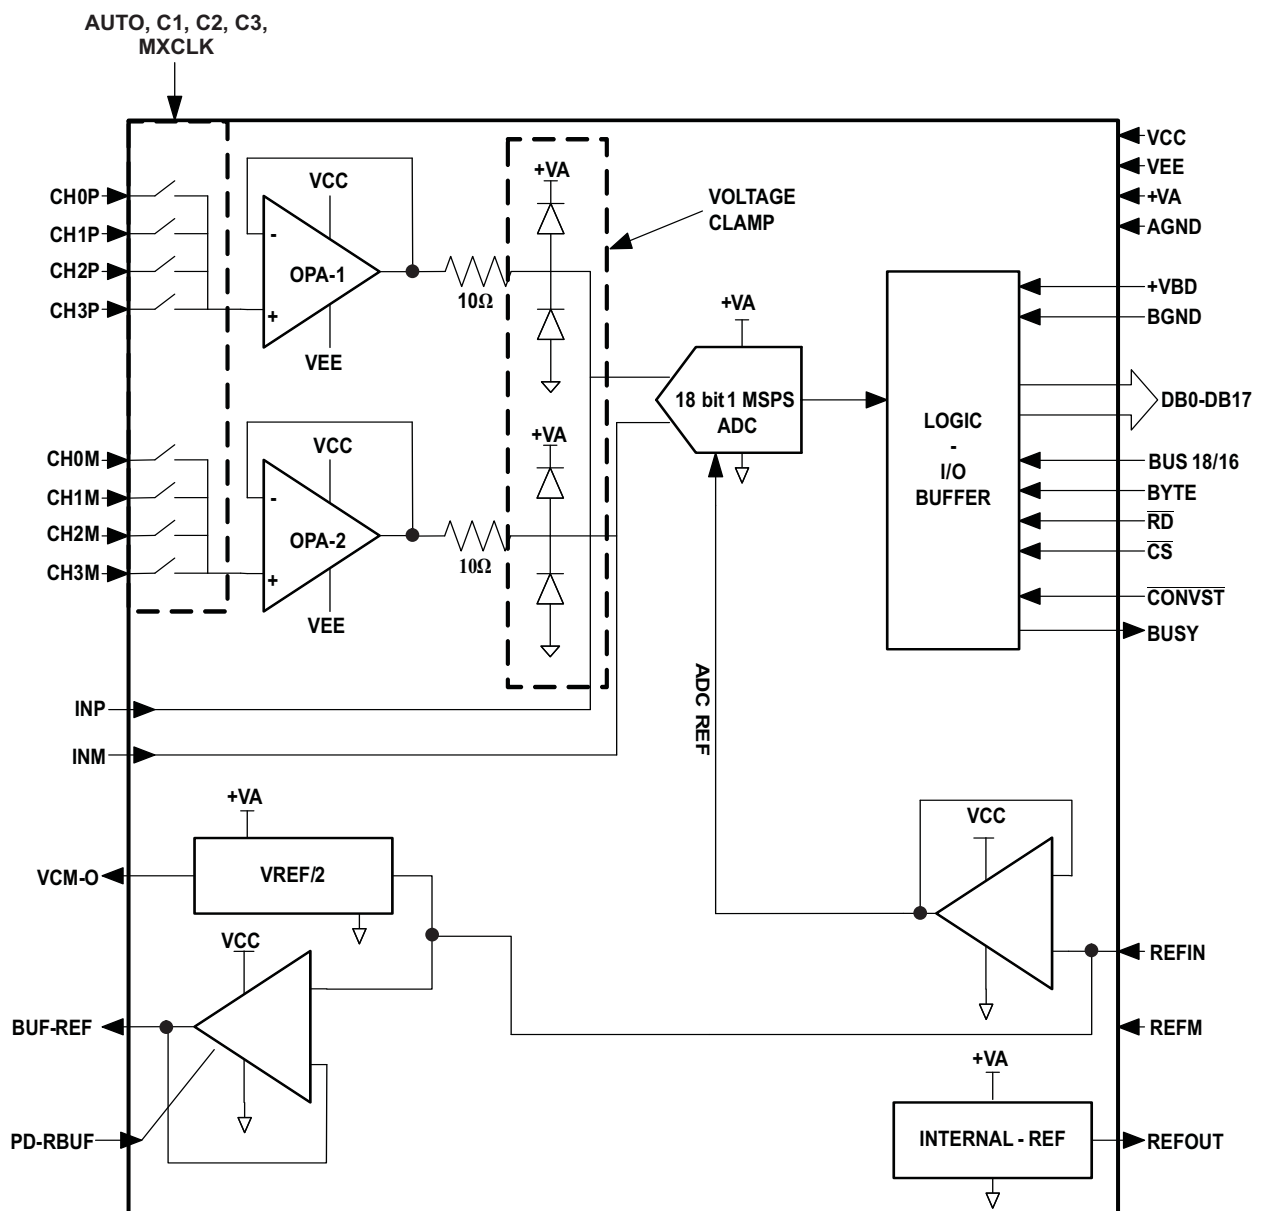 AUTO, C1, C2, C3,
MXCLK
VCC
VEE
+VA
AGND
CH0P
CH1P
CH2P
CH3P
VCC
-
OPA-1
+
VEE
10Ω
+VA
VOLTAGE
CLAMP
+VA
18 bit 1 MSPS
ADC
LOGIC
-
I/O
BUFFER
+VBD
BGND
DB0-DB17
BUS 18/16
BYTE
RD
CS
CONVST
BUSY
CH0M
CH1M
CH2M
CH3M
VCC
-
OPA-2
+
VEE
10Ω
+VA
INP
INM
ADC REF
+VA
VREF/2
VCM-O
VCC
BUF-REF
PD-RBUF
VCC
REFIN
REFM
+VA
INTERNAL - REF
REFOUT